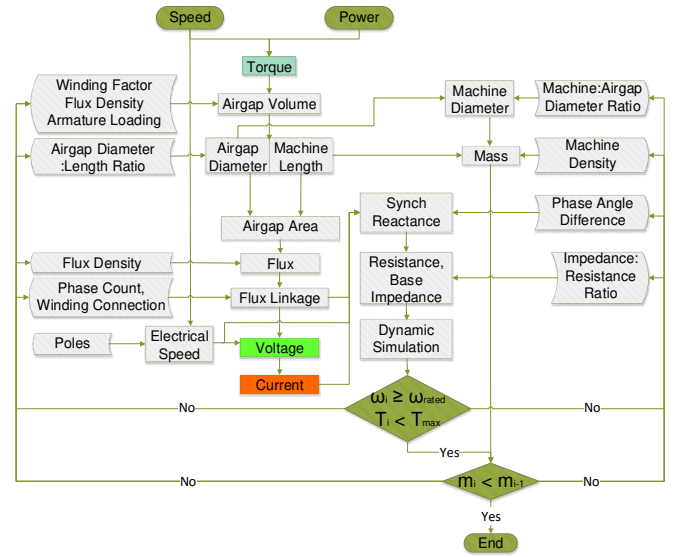 Speed
Power
Torque
Winding Factor
Flux Density
Armature Loading
Airgap Volume
Machine
Diameter
Machine:Airgap
Diameter Ratio
Airgap Diameter
:Length Ratio
Airgap
Diameter
Machine
Length
Mass
Machine
Density
Airgap Area
Synch
Reactance
Phase Angle
Difference
Flux Density
Flux
Resistance,
Base
Impedance
Impedance:
Resistance
Ratio
Phase Count,
Winding Connection
Flux Linkage
Poles
Electrical
Speed
Voltage
Dynamic
Simulation
Current
No
ωi ≥ ωrated
Ti < Tmax
No
Yes
No
mi < mi-1
No
Yes
End